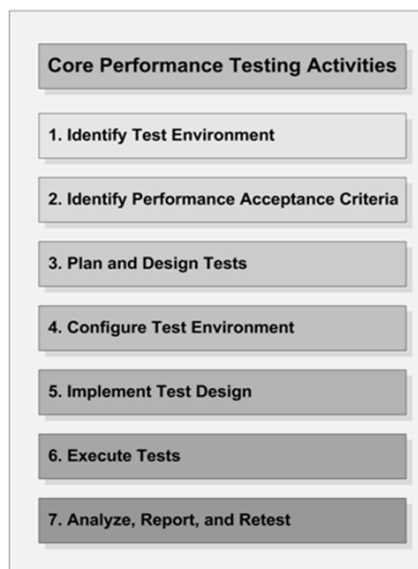 Core Performance Testing Activities
1. Identify Test Environment
2. Identify Performance Acceptance Criteria
3. Plan and Design Tests
4. Configure Test Environment
5. Implement Test Design
6. Execute Tests
7. Analyze, Report, and Retest